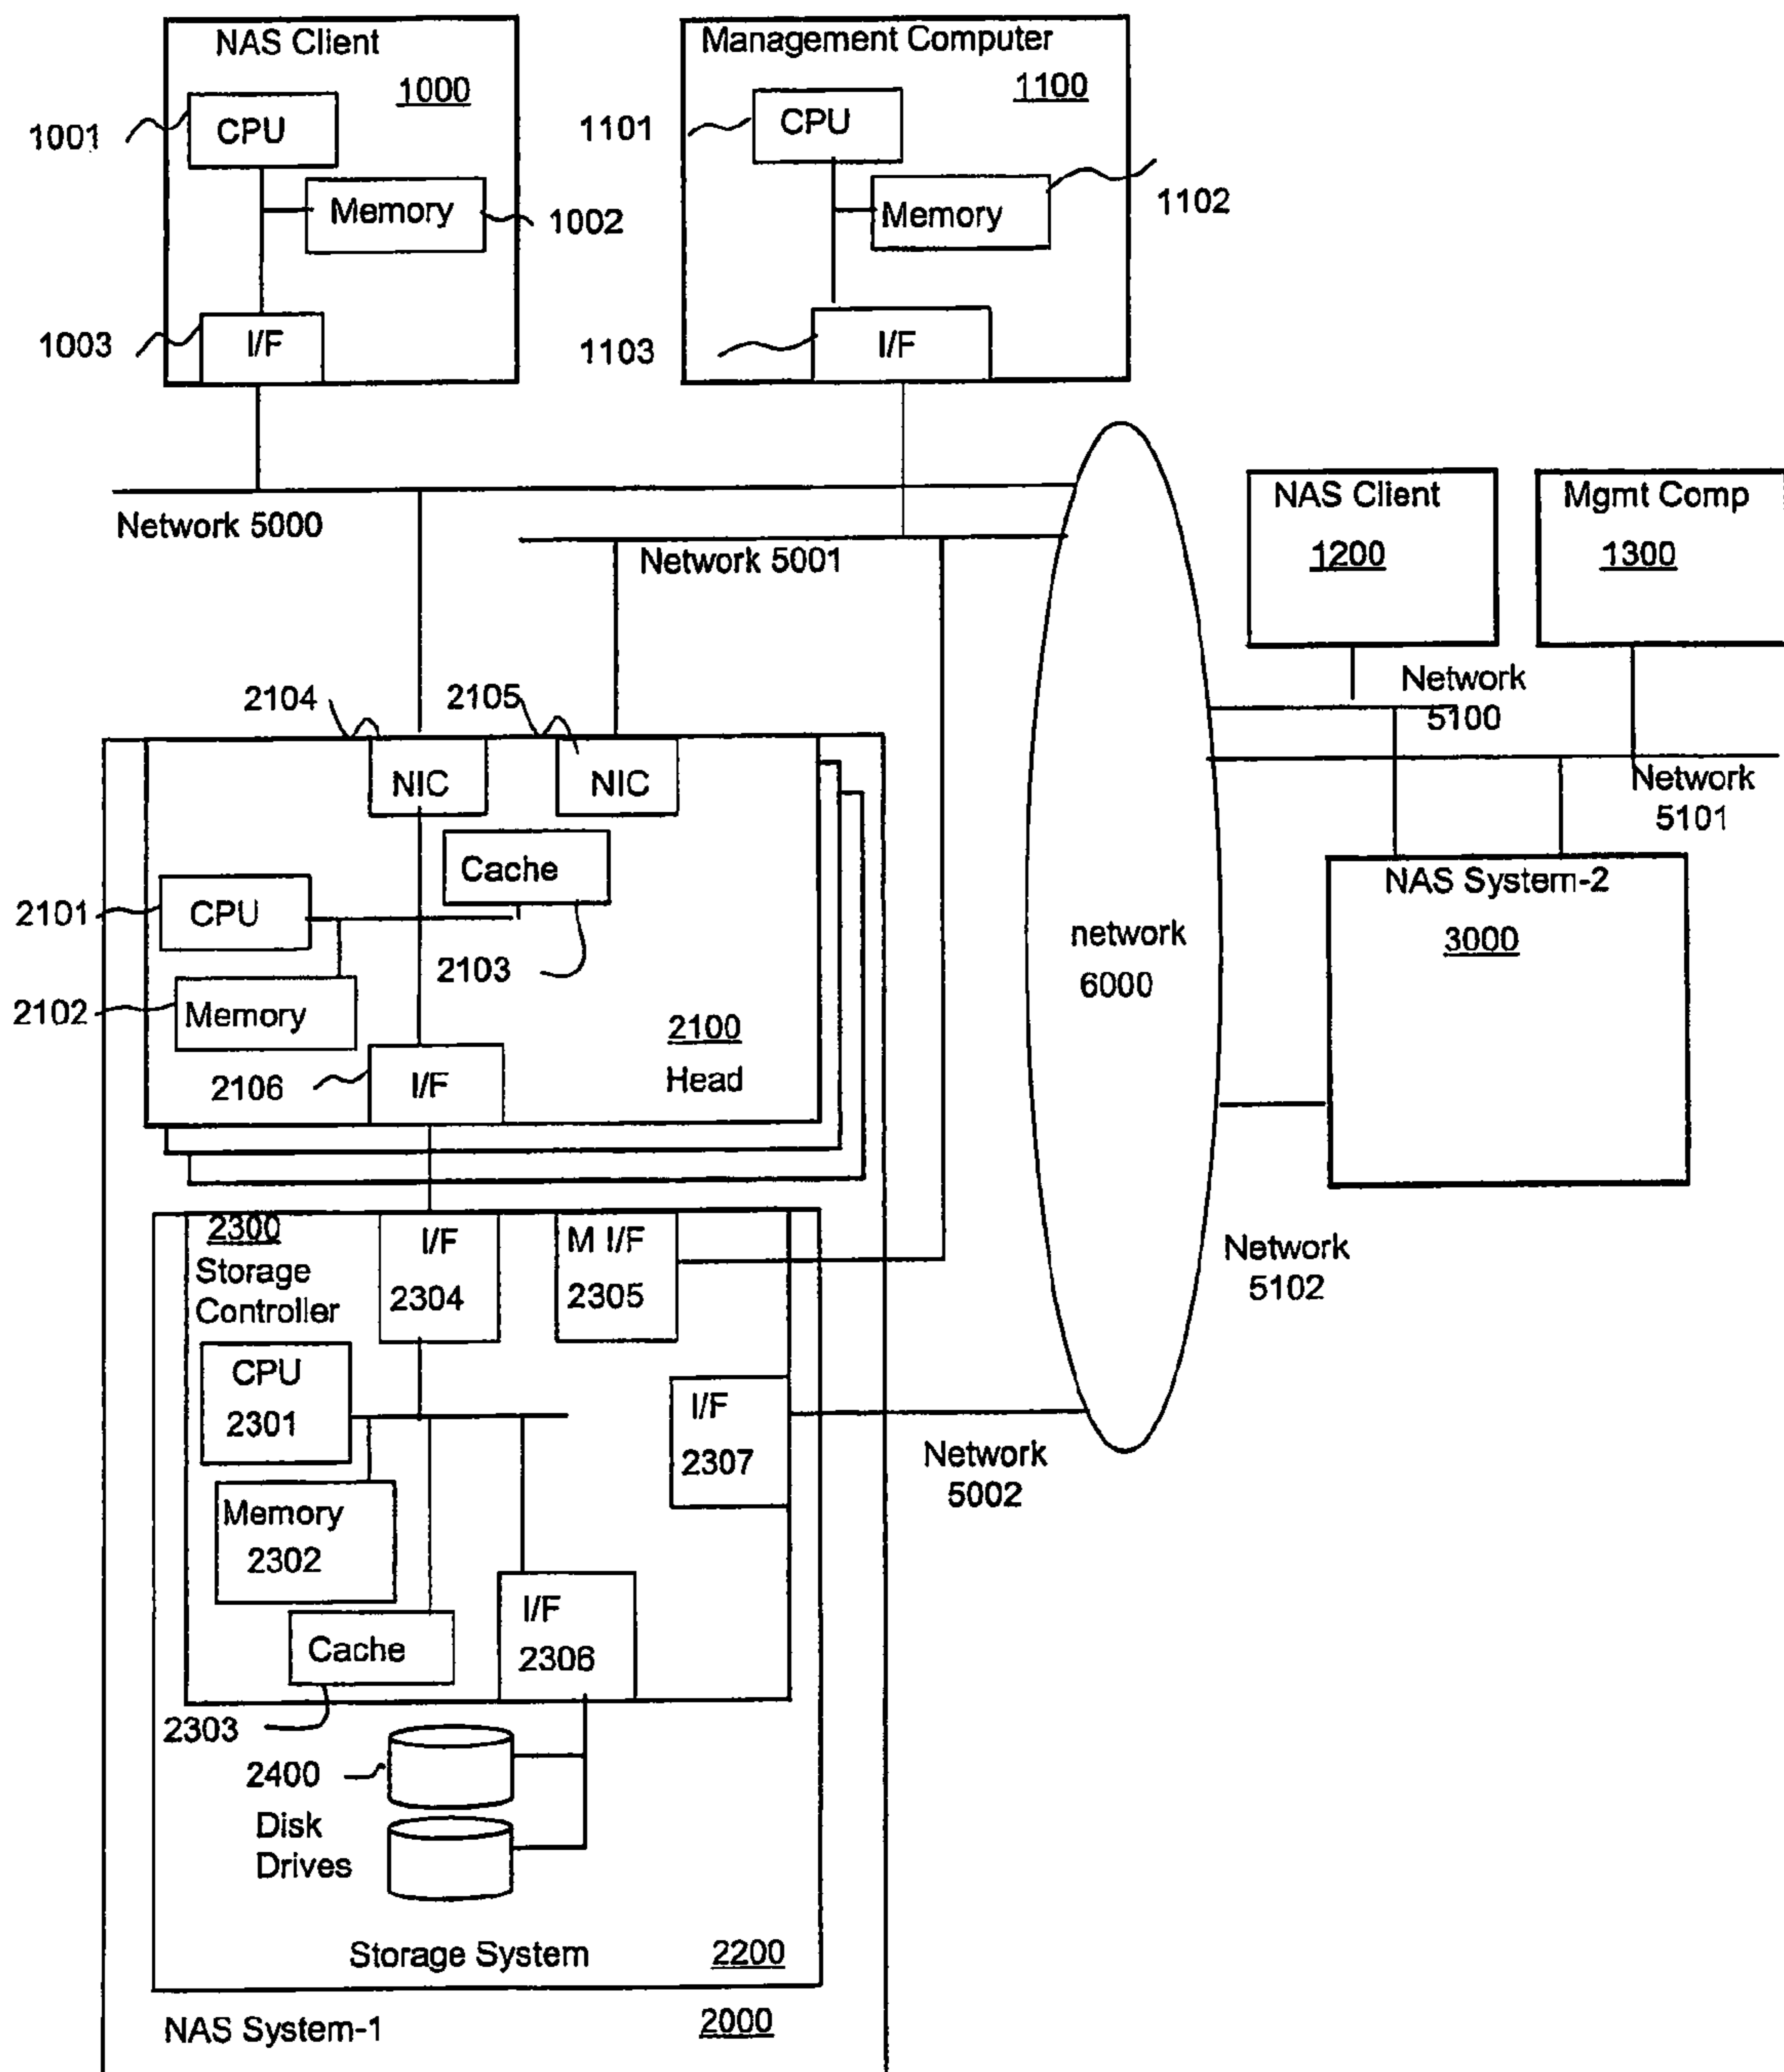 NAS Client
1000
1001
CPU
Memory
1002
1003
I/F
Management Computer
1100
1101
CPU
Memory
1102
1103
I/F
Network 5000
Network 5001
NAS Client
1200
Mgmt Comp
1300
Network
5100
Network
5101
2104
2105
NIC
NIC
Cache
2101
CPU
2103
2102
Memory
2100
Head
2106
I/F
network
6000
NAS System-2
3000
Network
5102
2300
Storage
Controller
I/F
2304
M I/F
2305
CPU
2301
I/F
2307
Network
5002
Memory
2302
I/F
2306
Cache
2303
2400
Disk
Drives
Storage System
2200
NAS System-1
2000